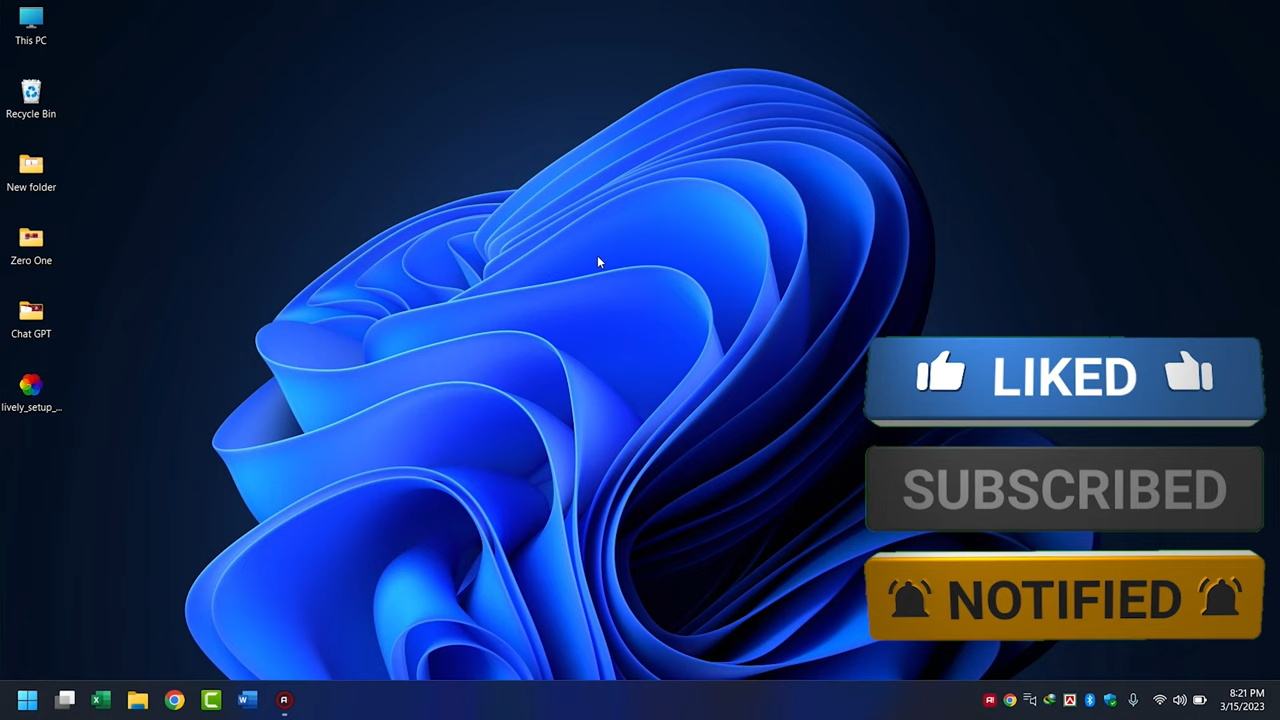 This PC
Recycle Bin
New folder
Zero One
Chat GPT
lively_setup_...
LIKED
SUBSCRIBED
NOTIFIED
8:21 PM
3/15/2023